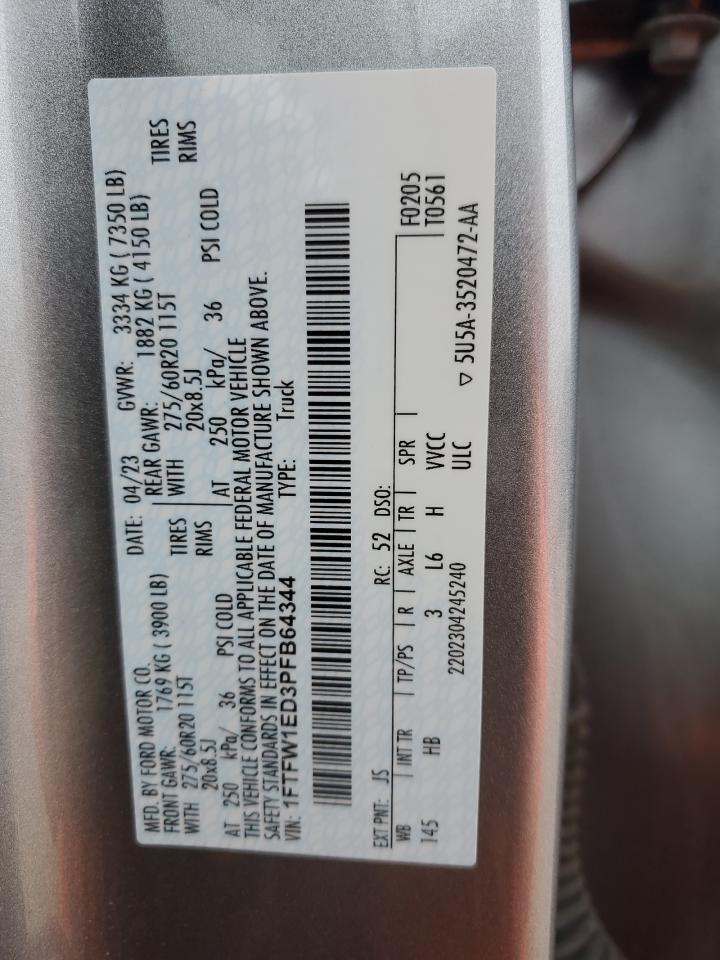 MFD. BY FORD MOTOR CO.
DATE: 04/23 GVWR: 3334 KG ( 7350 LB)
FRONT GAWR: 1769 KG ( 3900 LB) REAR GAWR: 1882 KG ( 4150 LB)
WITH 275/60R20 115T TIRES WITH 275/60R20 115T TIRES
20x8.5J RIMS 20x8.5J RIMS
AT 250 kPa/ 36 PSI COLD AT 250 kPa/ 36 PSI COLD
THIS VEHICLE CONFORMS TO ALL APPLICABLE FEDERAL MOTOR VEHICLE
SAFETY STANDARDS IN EFFECT ON THE DATE OF MANUFACTURE SHOWN ABOVE.
VIN: 1FTFW1ED3PFB64344 TYPE: Truck
EXT PNT: JS RC: 52 DSO:
WB INT TR TP/PS R AXLE TR SPR F0205
145 HB 3 L6 H VVCC T0561
2202304245240 ULC ▽ 5U5A-3520472-AA